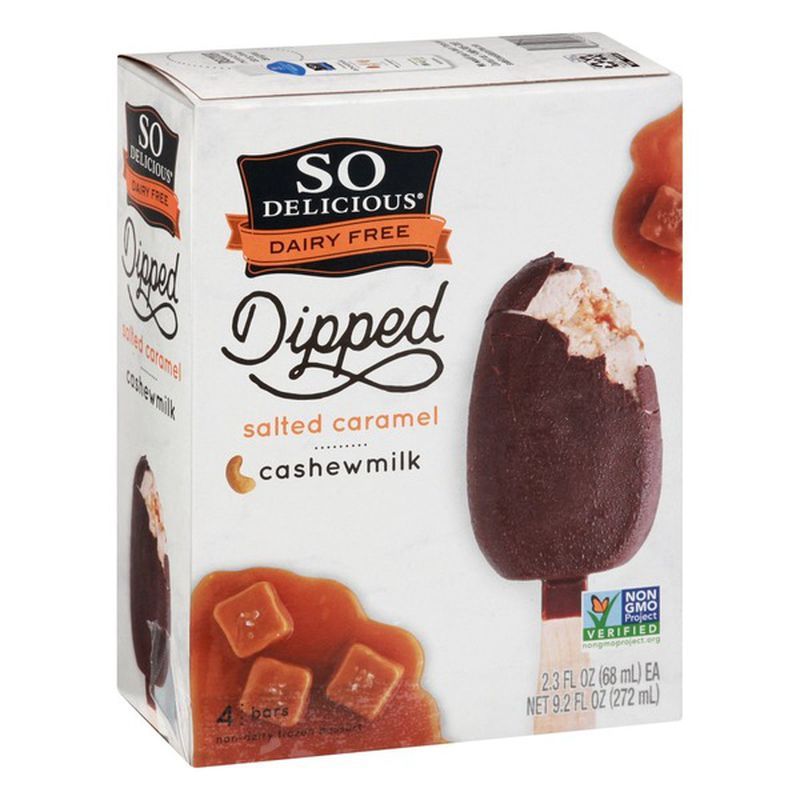 SO
DELICIOUS®
DAIRY FREE
Dipped
salted caramel
cashewmilk
4 bars
non-dairy frozen dessert
NON
GMO
Project
VERIFIED
nongmoproject.org
2.3 FL OZ (68 mL) EA
NET 9.2 FL OZ (272 mL)
SO
DELICIOUS®
DAIRY FREE
Dipped
salted caramel
cashewmilk